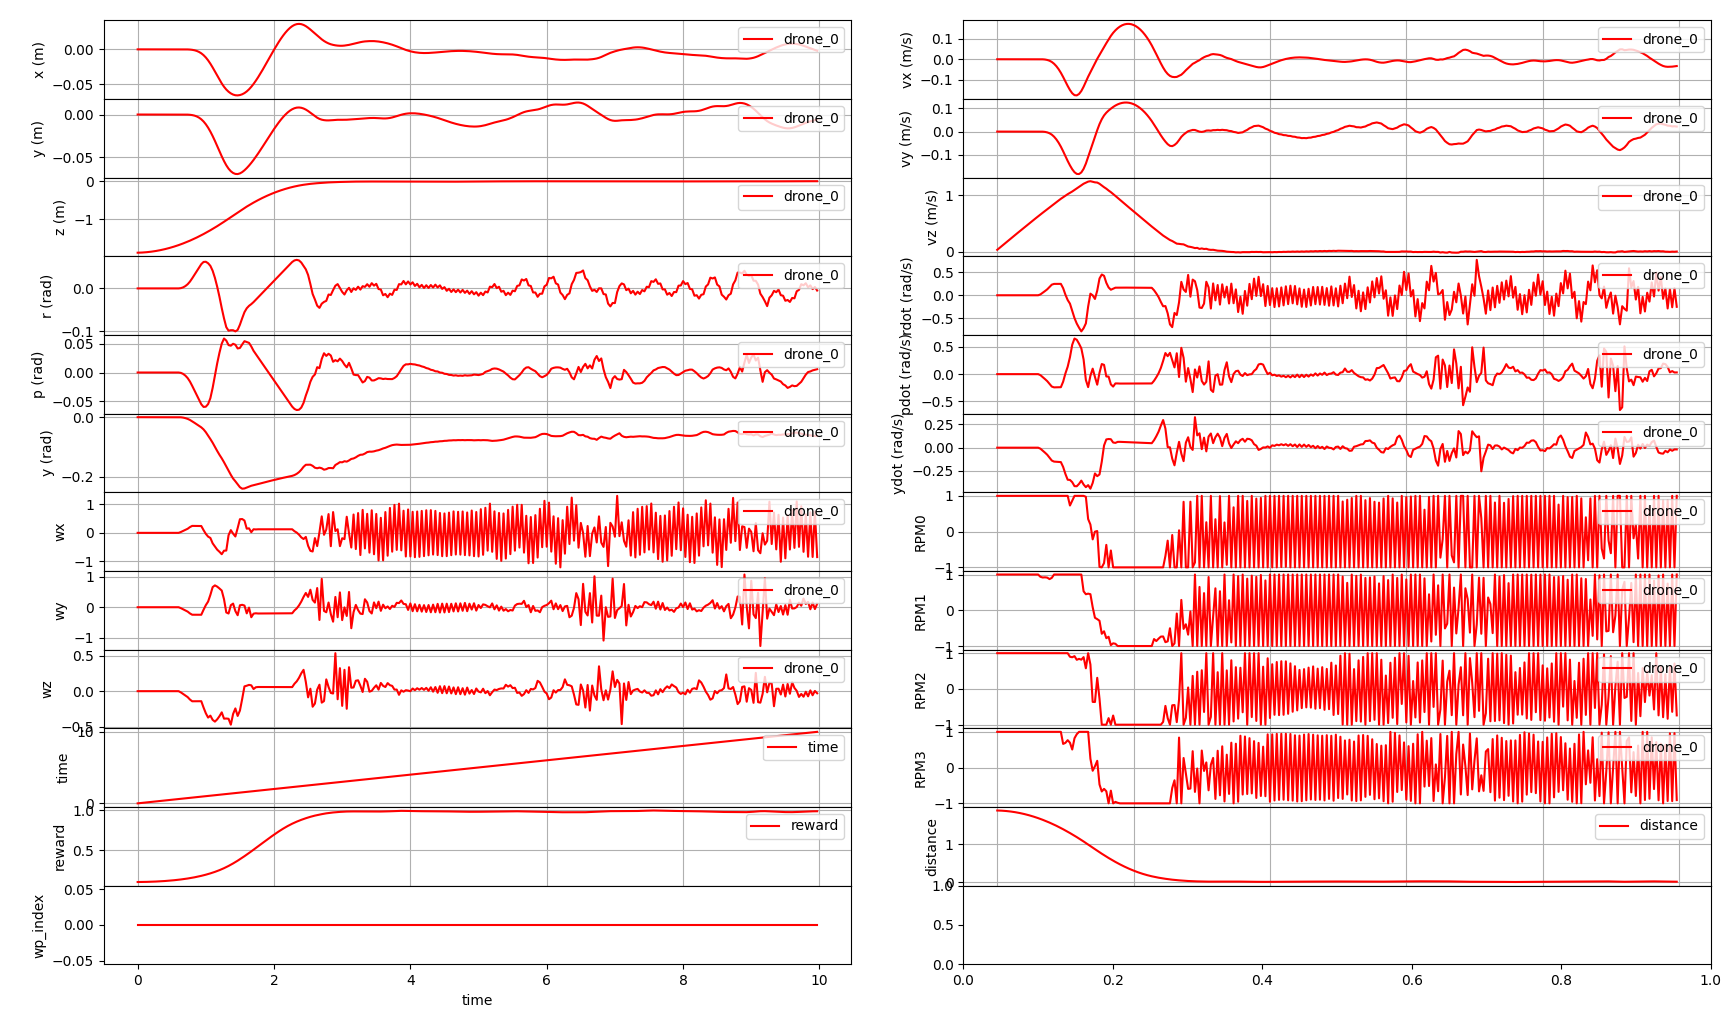 x (m)
0.00
−0.05
drone_0
y (m)
0.00
−0.05
drone_0
z (m)
0
−1
drone_0
r (rad)
0.0
−0.1
drone_0
p (rad)
0.05
0.00
−0.05
drone_0
y (rad)
0.0
−0.2
drone_0
wx
1
0
−1
drone_0
wy
1
0
−1
drone_0
wz
0.5
0.0
−0.5
drone_0
time
10
0
time
reward
1.0
0.5
reward
wp_index
0.05
0.00
−0.05
0 2 4 6 8 10
time
vx (m/s)
0.1
0.0
−0.1
drone_0
vy (m/s)
0.1
0.0
−0.1
drone_0
vz (m/s)
1
0
drone_0
rdot (rad/s)
0.5
0.0
−0.5
drone_0
pdot (rad/s)
0.5
0.0
−0.5
drone_0
ydot (rad/s)
0.25
0.00
−0.25
drone_0
RPM0
1
0
−1
drone_0
RPM1
1
0
−1
drone_0
RPM2
1
0
−1
drone_0
RPM3
1
0
−1
drone_0
distance
1
0
distance
1.0
0.5
0.0
0.0 0.2 0.4 0.6 0.8 1.0